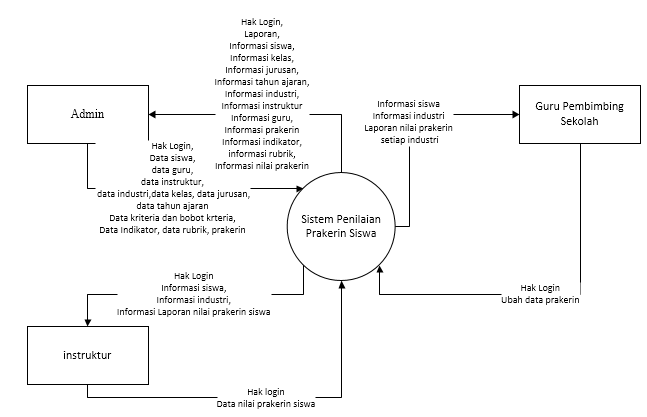 Hak Login,
Laporan,
Informasi siswa,
Informasi kelas,
Informasi jurusan,
Informasi tahun ajaran,
Informasi industri,
Informasi instruktur
Informasi guru,
Informasi prakerin
Informasi indikator,
informasi rubrik,
Informasi nilai prakerin
Admin
Hak Login,
Data siswa,
data guru,
data instruktur,
data industri,data kelas, data jurusan,
data tahun ajaran
Data kriteria dan bobot krteria,
Data Indikator, data rubrik, prakerin
Informasi siswa
Informasi industri
Laporan nilai prakerin
setiap industri
Guru Pembimbing
Sekolah
Sistem Penilaian
Prakerin Siswa
Hak Login
Informasi siswa,
Informasi industri,
Informasi Laporan nilai prakerin siswa
Hak Login
Ubah data prakerin
instruktur
Hak login
Data nilai prakerin siswa